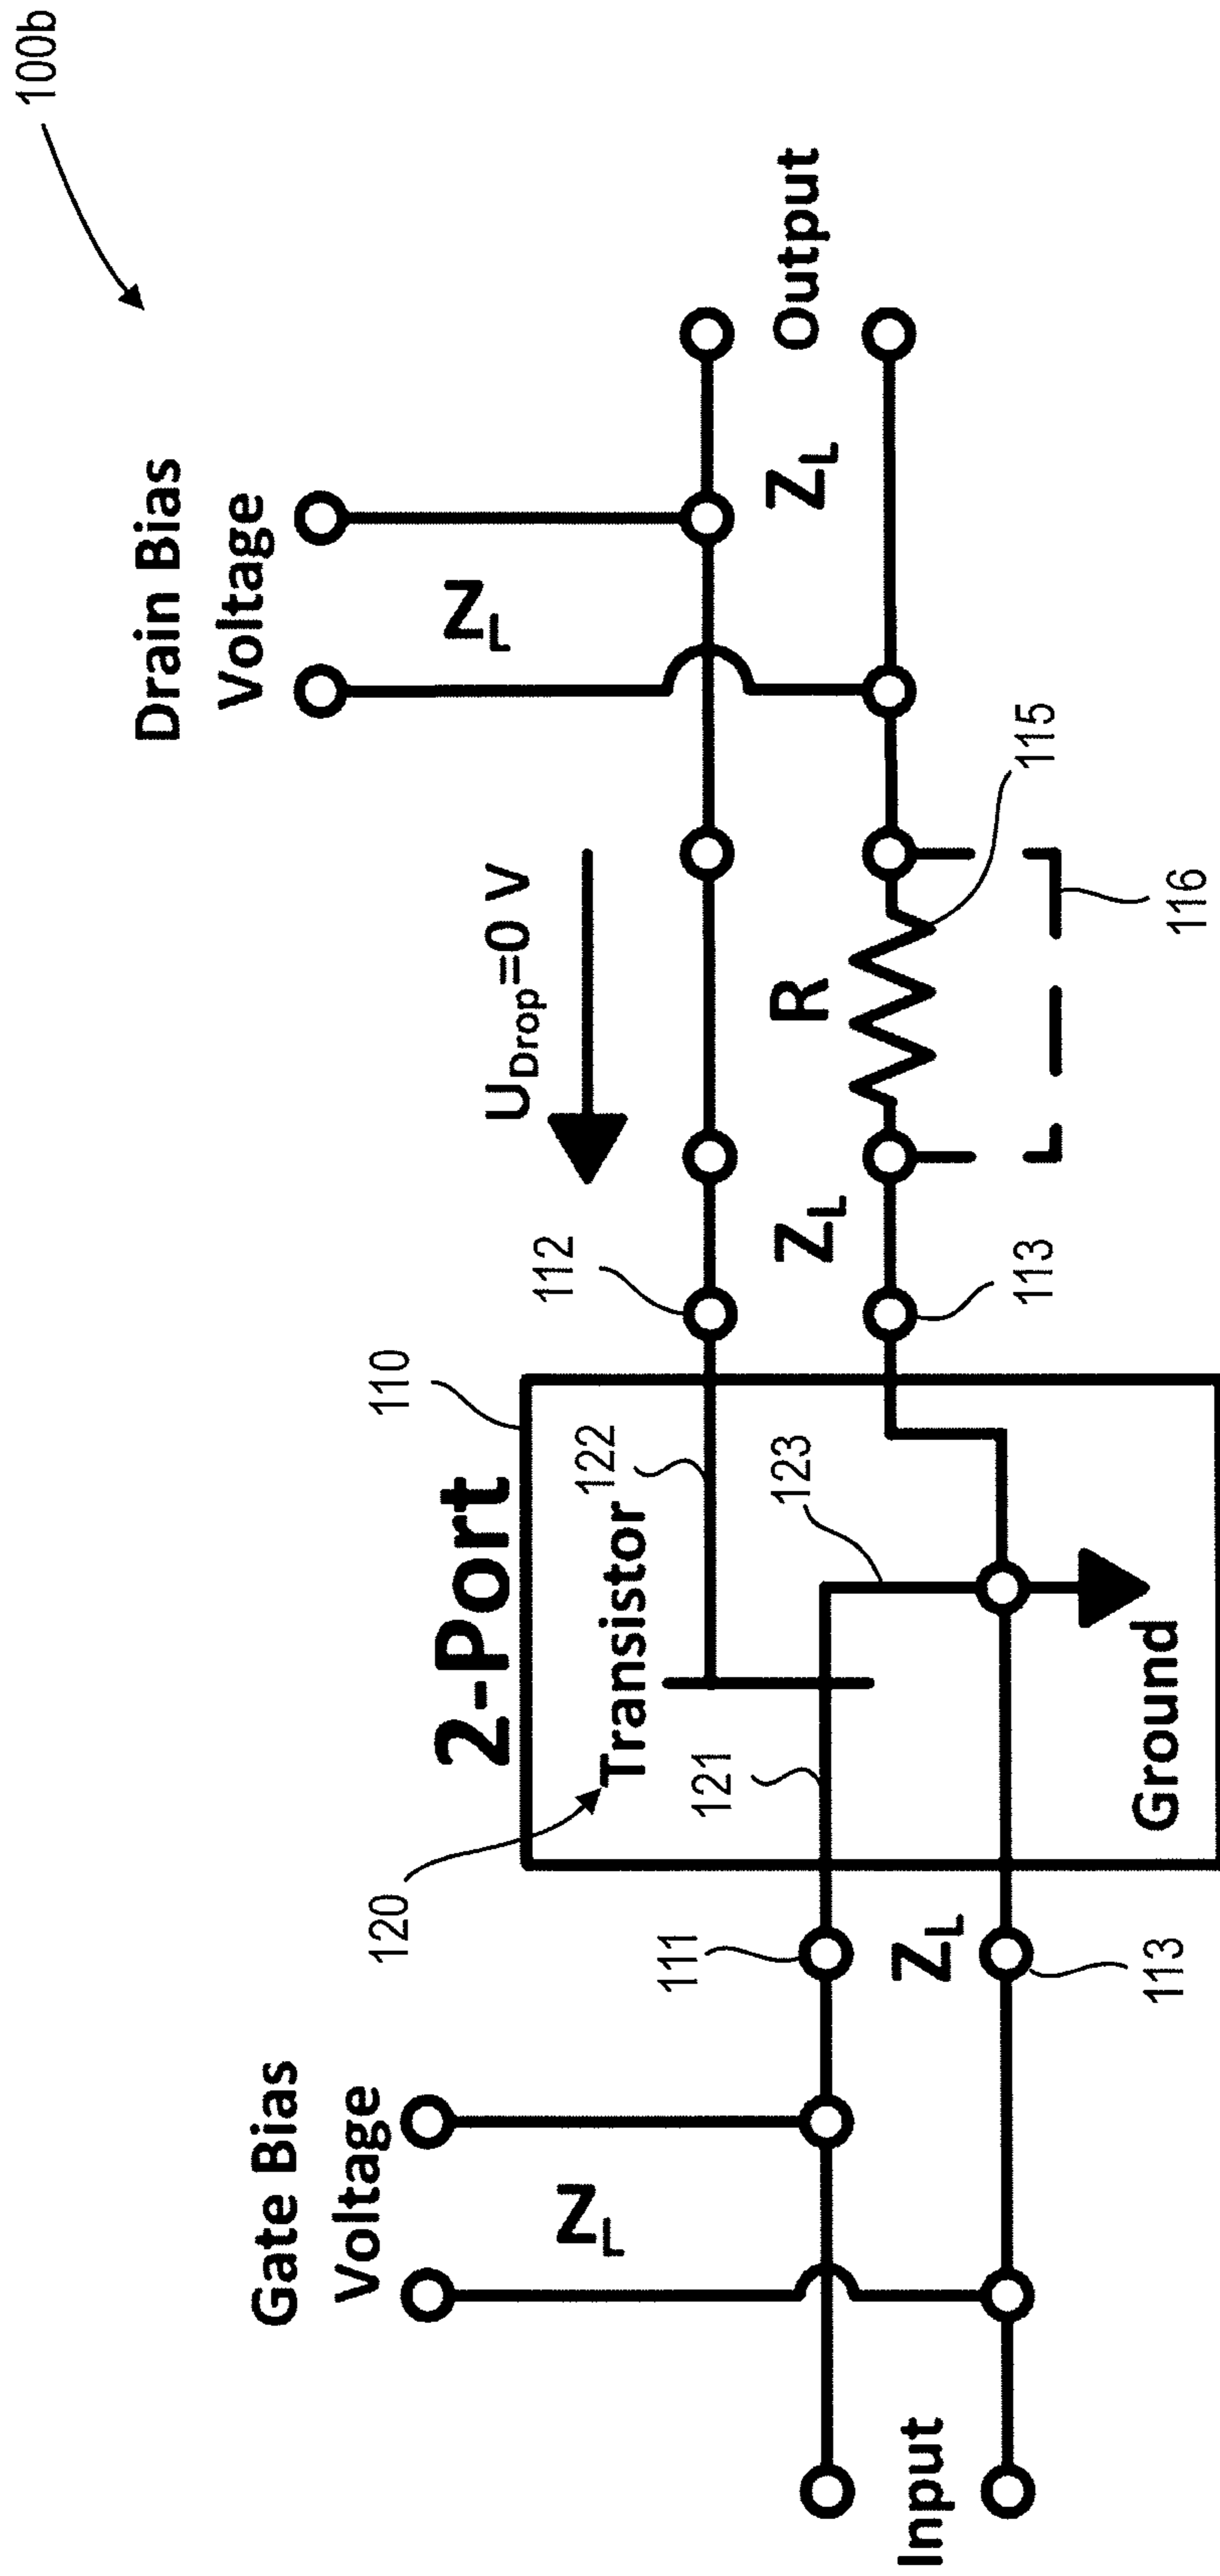 100b
Drain Bias
Voltage
Z_L
Output
Z_L
U_Drop=0 V
R
115
116
Z_L
112
113
110
2-Port
Transistor
120
122
123
121
Ground
111
Z_L
113
Gate Bias
Voltage
Z_L
Input